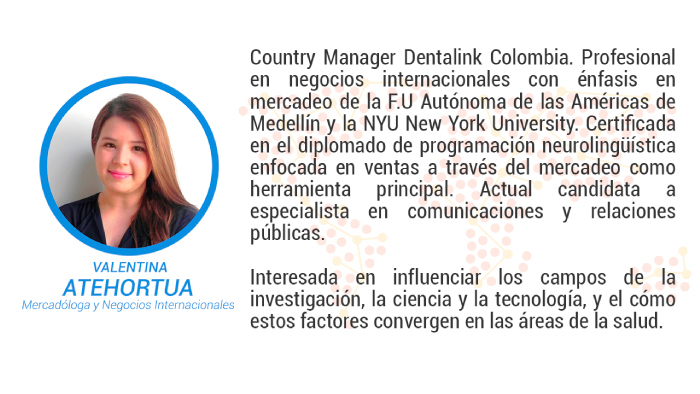 VALENTINA
ATEHORTUA
Mercadóloga y Negocios Internacionales
Country Manager Dentalink Colombia. Profesional
en negocios internacionales con énfasis en
mercadeo de la F.U Autónoma de las Américas de
Medellín y la NYU New York University. Certificada
en el diplomado de programación neurolingüística
enfocada en ventas a través del mercadeo como
herramienta principal. Actual candidata a
especialista en comunicaciones y relaciones
públicas.
Interesada en influenciar los campos de la
investigación, la ciencia y la tecnología, y el cómo
estos factores convergen en las áreas de la salud.